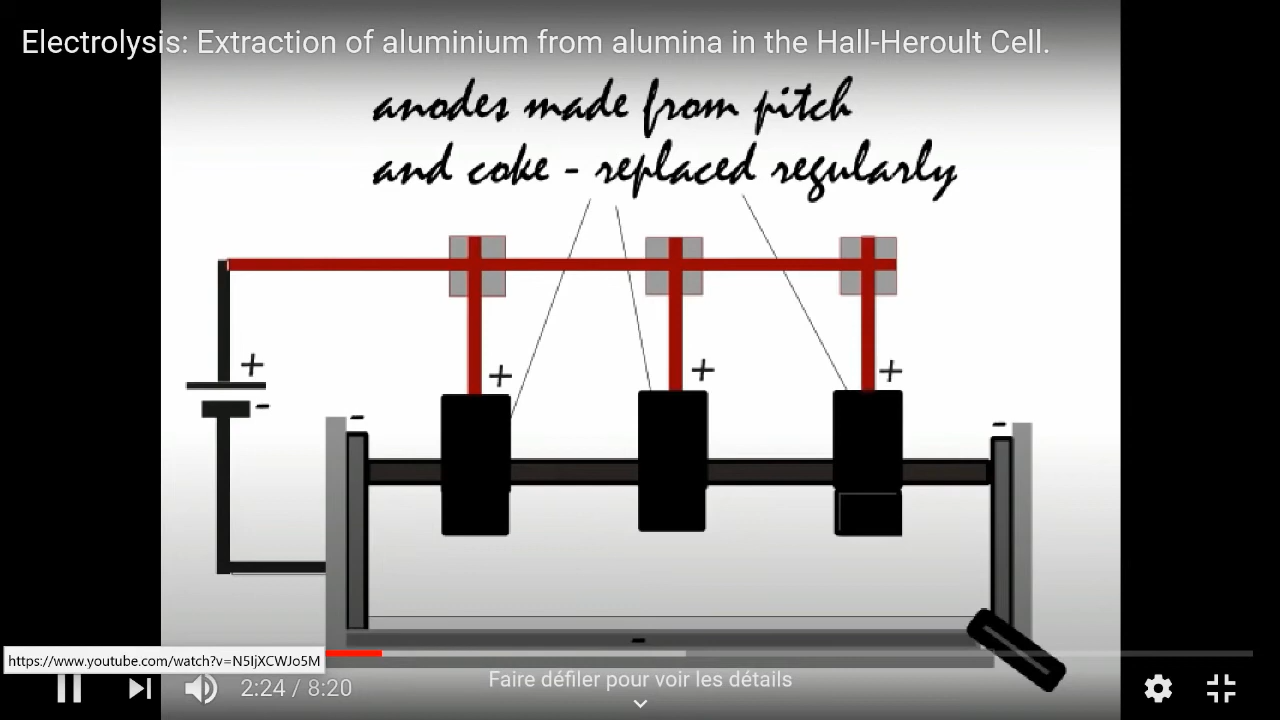 Electrolysis: Extraction of aluminium from alumina in the Hall-Heroult Cell.
anodes made from pitch
and coke - replaced regularly
+ + +
+
-
- -
-
https://www.youtube.com/watch?v=N5IjXCWJo5M
2:24 / 8:20
Faire défiler pour voir les détails